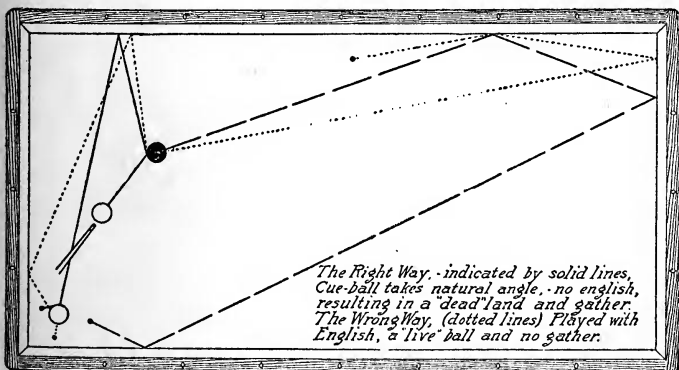 The Right Way, - indicated by solid lines,
Cue-ball takes natural angle, - no english,
resulting in a "dead" land and gather.
The Wrong Way, (dotted lines) Played with
English, a "live" ball and no gather.